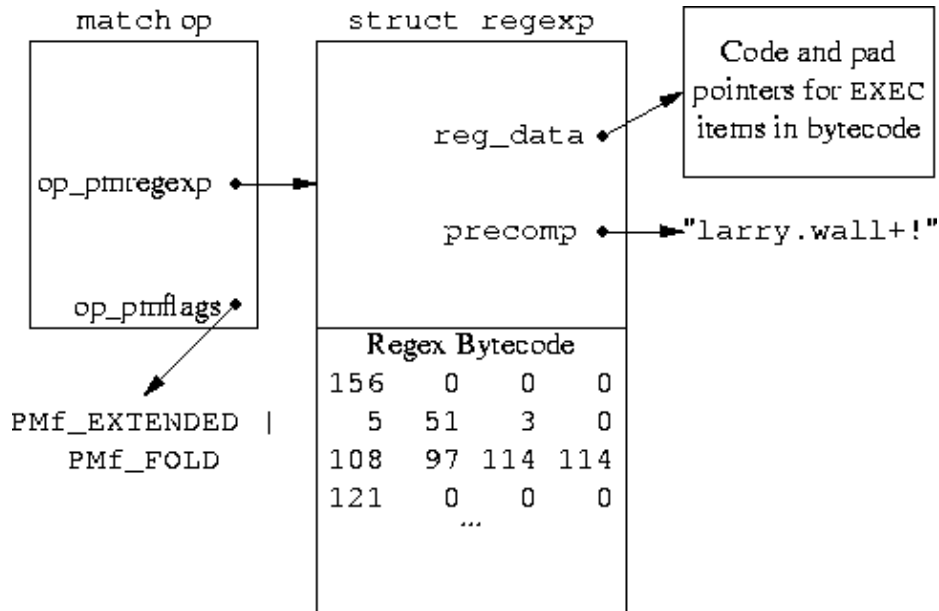 match op
struct regexp
Code and pad
pointers for EXEC
items in bytecode
reg_data
op_pmregexp
precomp
"larry.wall+!"
op_pmflags
Regex Bytecode
156 0 0 0
5 51 3 0
108 97 114 114
121 0 0 0
...
PMf_EXTENDED |
PMf_FOLD